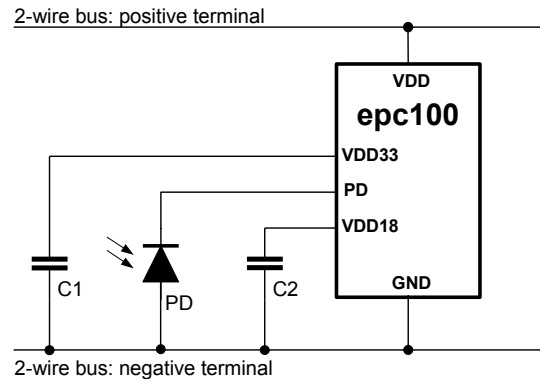 2-wire bus: positive terminal
VDD
epc100
VDD33
PD
VDD18
C1
PD
C2
GND
2-wire bus: negative terminal